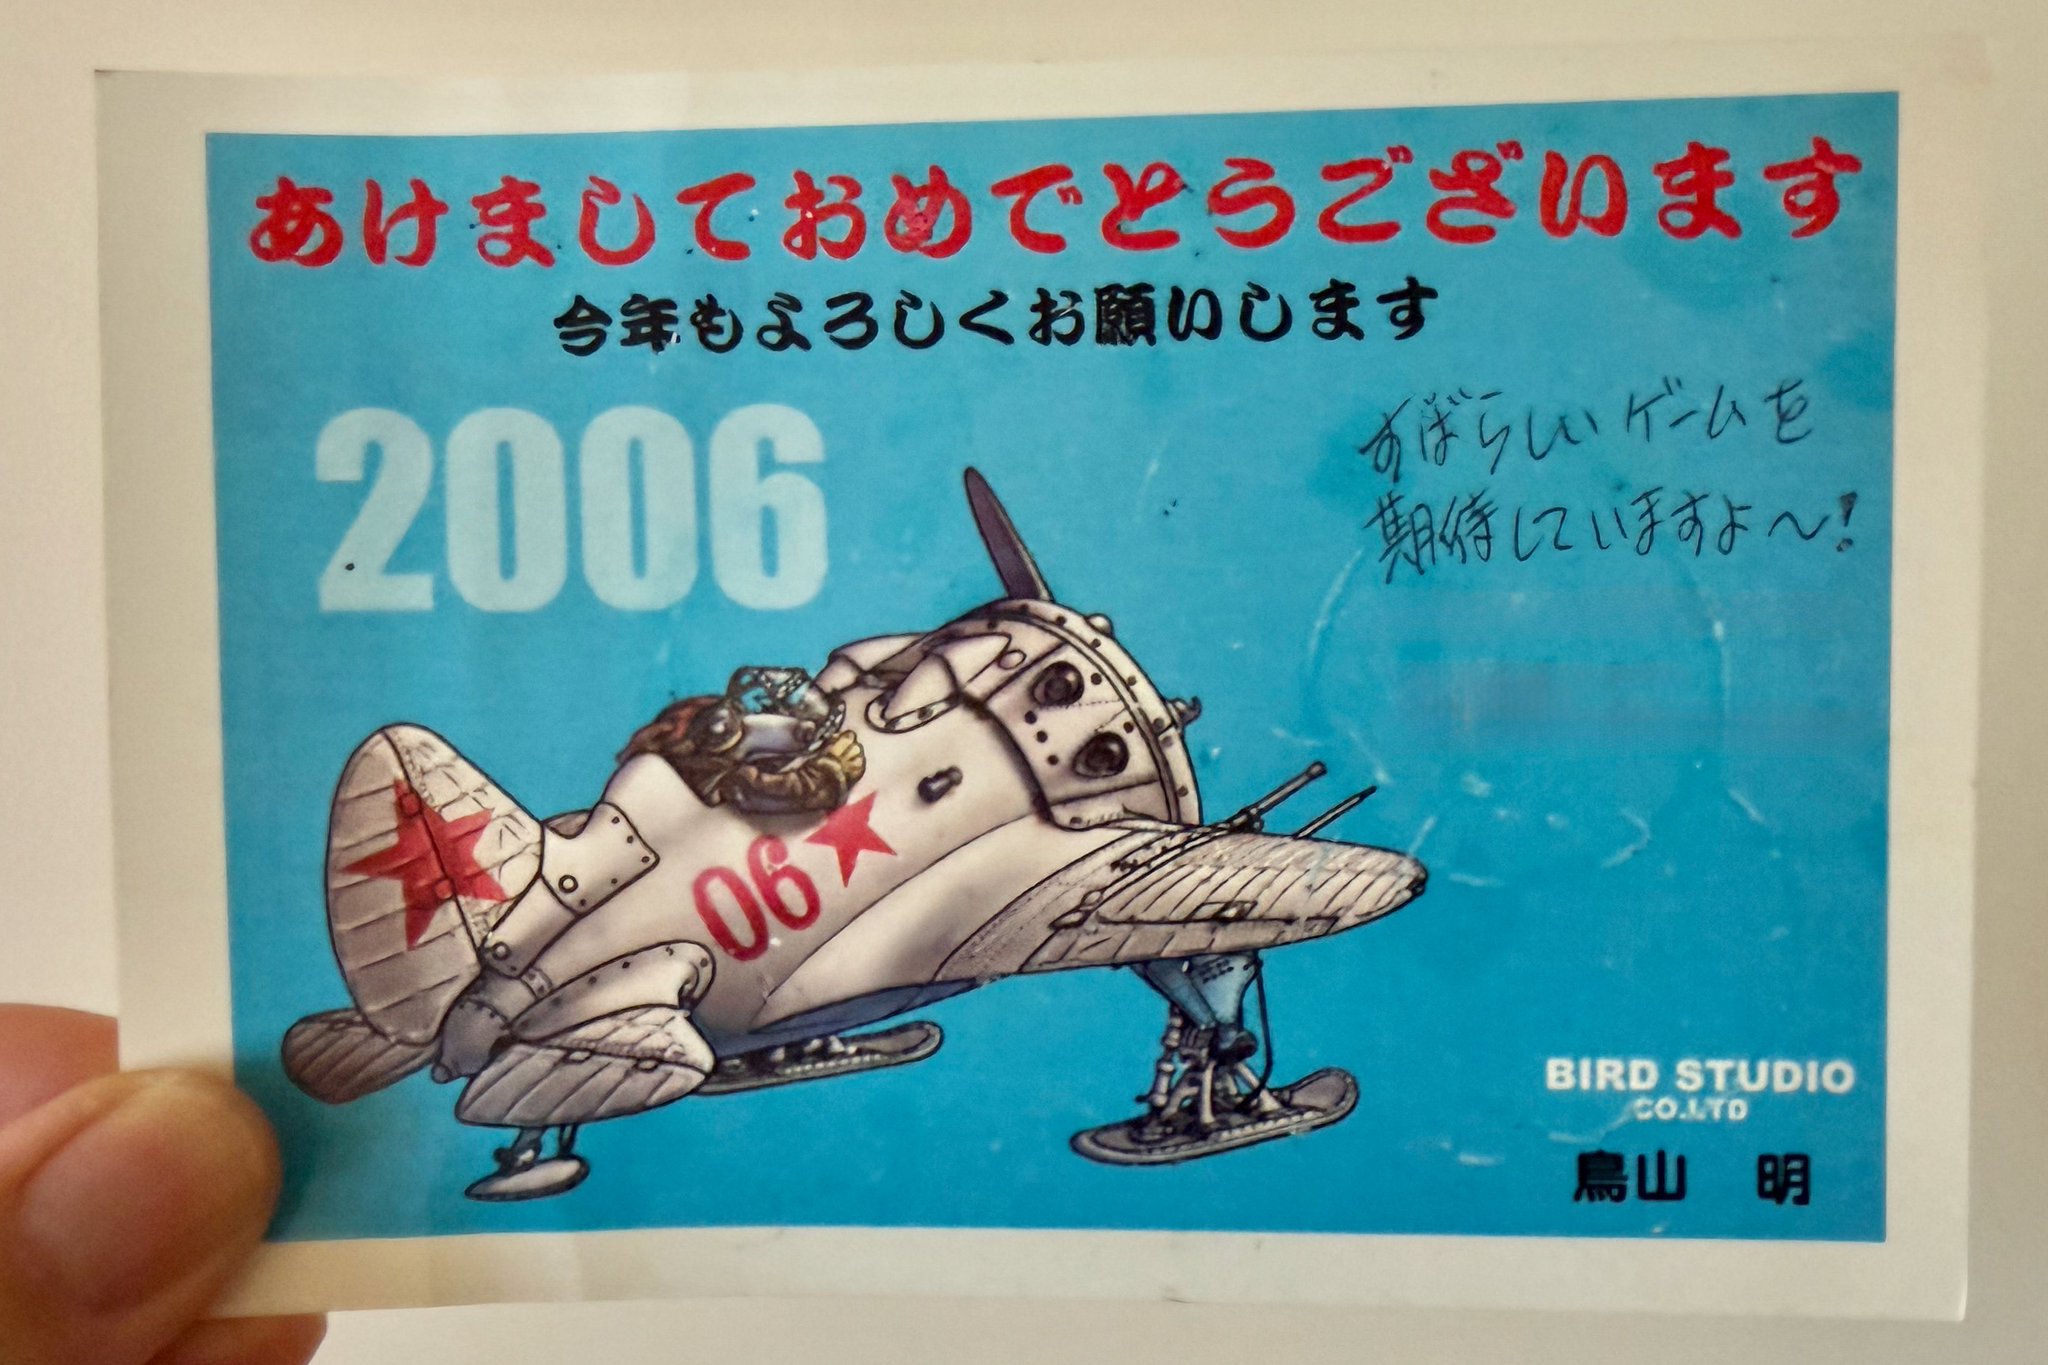 あけましておめでとうございます
今年もよろしくお願いします
2006
すばらしいゲームを
期待していますよ〜!
06
BIRD STUDIO
CO.LTD
鳥山 明